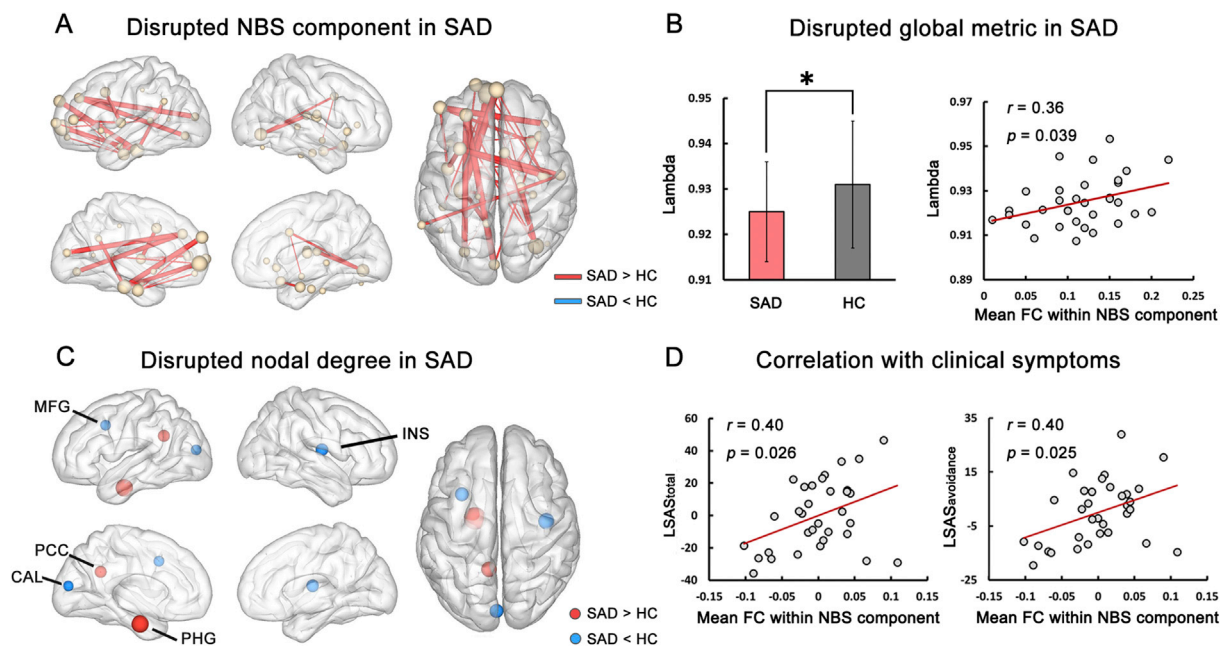 A Disrupted NBS component in SAD
SAD > HC
SAD < HC
B Disrupted global metric in SAD
*
Lambda
0.95
0.94
0.93
0.92
0.91
SAD HC
r = 0.36
p = 0.039
Lambda
0.97
0.95
0.93
0.91
0.89
0 0.05 0.1 0.15 0.2 0.25
Mean FC within NBS component
C Disrupted nodal degree in SAD
MFG
INS
PCC
CAL
PHG
SAD > HC
SAD < HC
D Correlation with clinical symptoms
r = 0.40
p = 0.026
LSAStotal
60
40
20
0
-20
-40
-0.15 -0.1 -0.05 0 0.05 0.1 0.15
Mean FC within NBS component
r = 0.40
p = 0.025
LSASavoidance
35
15
-5
-25
-0.15 -0.1 -0.05 0 0.05 0.1 0.15
Mean FC within NBS component